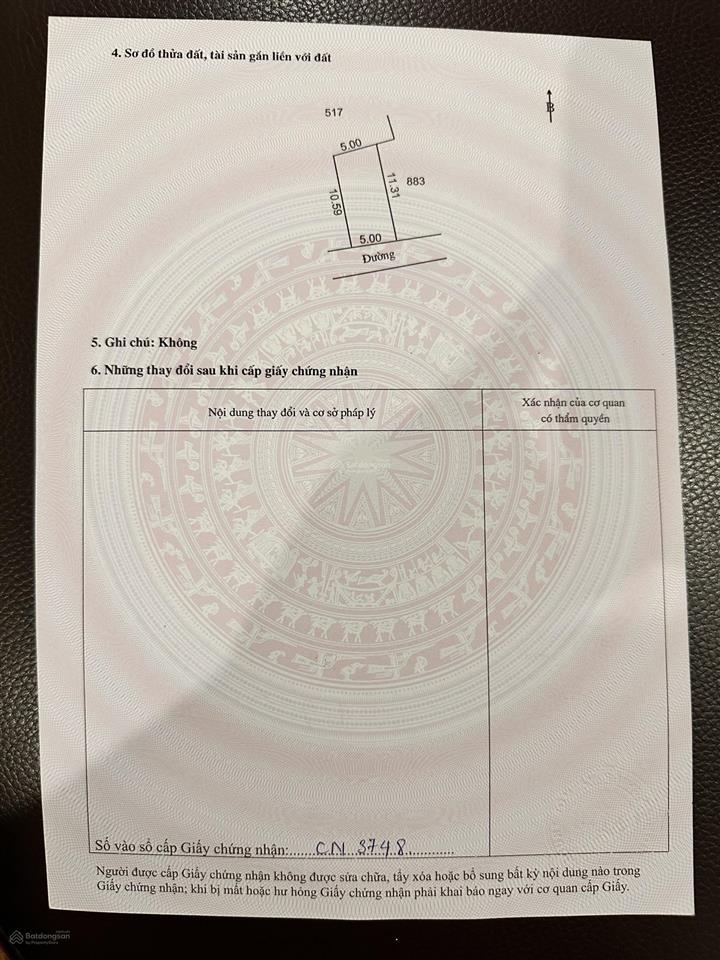 4. Sơ đồ thửa đất, tài sản gắn liền với đất
B
517
5.00
10.59
11.31
883
5.00
Đường
5. Ghi chú: Không
6. Những thay đổi sau khi cấp giấy chứng nhận
Nội dung thay đổi và cơ sở pháp lý
Xác nhận của cơ quan
có thẩm quyền
Batdongsan
Số vào sổ cấp Giấy chứng nhận:......CN 3748............
Người được cấp Giấy chứng nhận không được sửa chữa, tẩy xóa hoặc bổ sung bất kỳ nội dung nào trong
Giấy chứng nhận; khi bị mất hoặc hư hỏng Giấy chứng nhận phải khai báo ngay với cơ quan cấp Giấy.
Batdongsan
by PropertyGuru